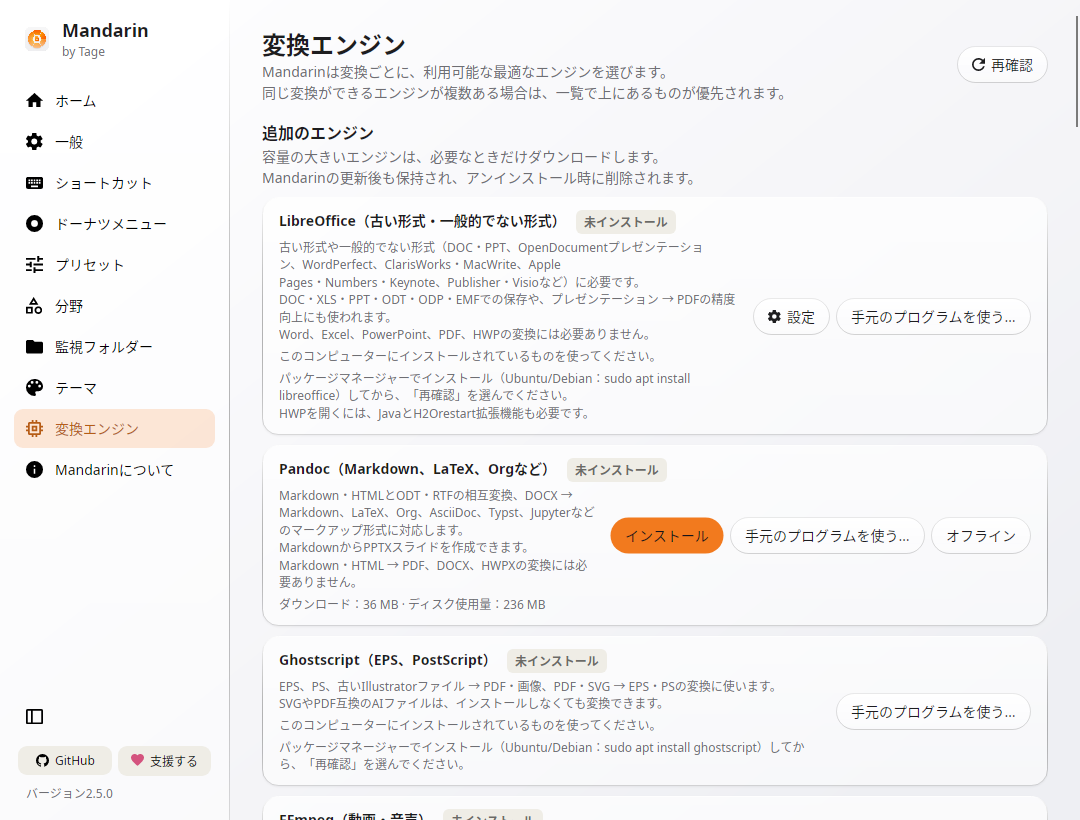 Mandarin
by Tage
ホーム
一般
ショートカット
ドーナツメニュー
プリセット
分野
監視フォルダー
テーマ
変換エンジン
Mandarinについて
GitHub
支援する
バージョン2.5.0
変換エンジン
Mandarinは変換ごとに、利用可能な最適なエンジンを選びます。
同じ変換ができるエンジンが複数ある場合は、一覧で上にあるものが優先されます。
再確認
追加のエンジン
容量の大きいエンジンは、必要なときだけダウンロードします。
Mandarinの更新後も保持され、アンインストール時に削除されます。
LibreOffice（古い形式・一般的でない形式） 未インストール
古い形式や一般的でない形式（DOC・PPT、OpenDocumentプレゼンテーショ
ン、WordPerfect、ClarisWorks・MacWrite、Apple
Pages・Numbers・Keynote、Publisher・Visioなど）に必要です。
DOC・XLS・PPT・ODT・ODP・EMFでの保存や、プレゼンテーション → PDFの精度
向上にも使われます。
Word、Excel、PowerPoint、PDF、HWPの変換には必要ありません。
このコンピューターにインストールされているものを使ってください。
パッケージマネージャーでインストール（Ubuntu/Debian：sudo apt install
libreoffice）してから、「再確認」を選んでください。
HWPを開くには、JavaとH2Orestart拡張機能も必要です。
設定
手元のプログラムを使う...
Pandoc（Markdown、LaTeX、Orgなど） 未インストール
Markdown・HTMLとODT・RTFの相互変換、DOCX →
Markdown、LaTeX、Org、AsciiDoc、Typst、Jupyterなど
のマークアップ形式に対応します。
MarkdownからPPTXスライドを作成できます。
Markdown・HTML → PDF、DOCX、HWPXの変換には必
要ありません。
ダウンロード：36 MB · ディスク使用量：236 MB
インストール
手元のプログラムを使う...
オフライン
Ghostscript（EPS、PostScript） 未インストール
EPS、PS、古いIllustratorファイル → PDF・画像、PDF・SVG → EPS・PSの変換に使います。
SVGやPDF互換のAIファイルは、インストールしなくても変換できます。
このコンピューターにインストールされているものを使ってください。
パッケージマネージャーでインストール（Ubuntu/Debian：sudo apt install ghostscript）してか
ら、「再確認」を選んでください。
手元のプログラムを使う...
FFmpeg（動画・音声） 未インストール